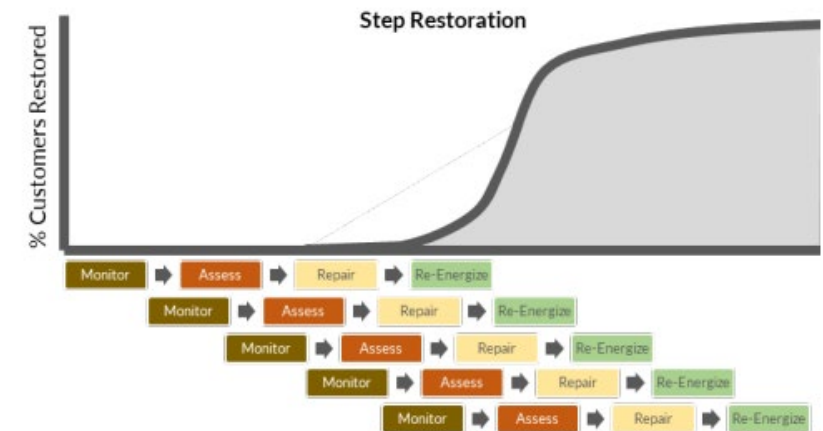 Step Restoration
% Customers Restored
Monitor Assess Repair Re-Energize
Monitor Assess Repair Re-Energize
Monitor Assess Repair Re-Energize
Monitor Assess Repair Re-Energize
Monitor Assess Repair Re-Energize